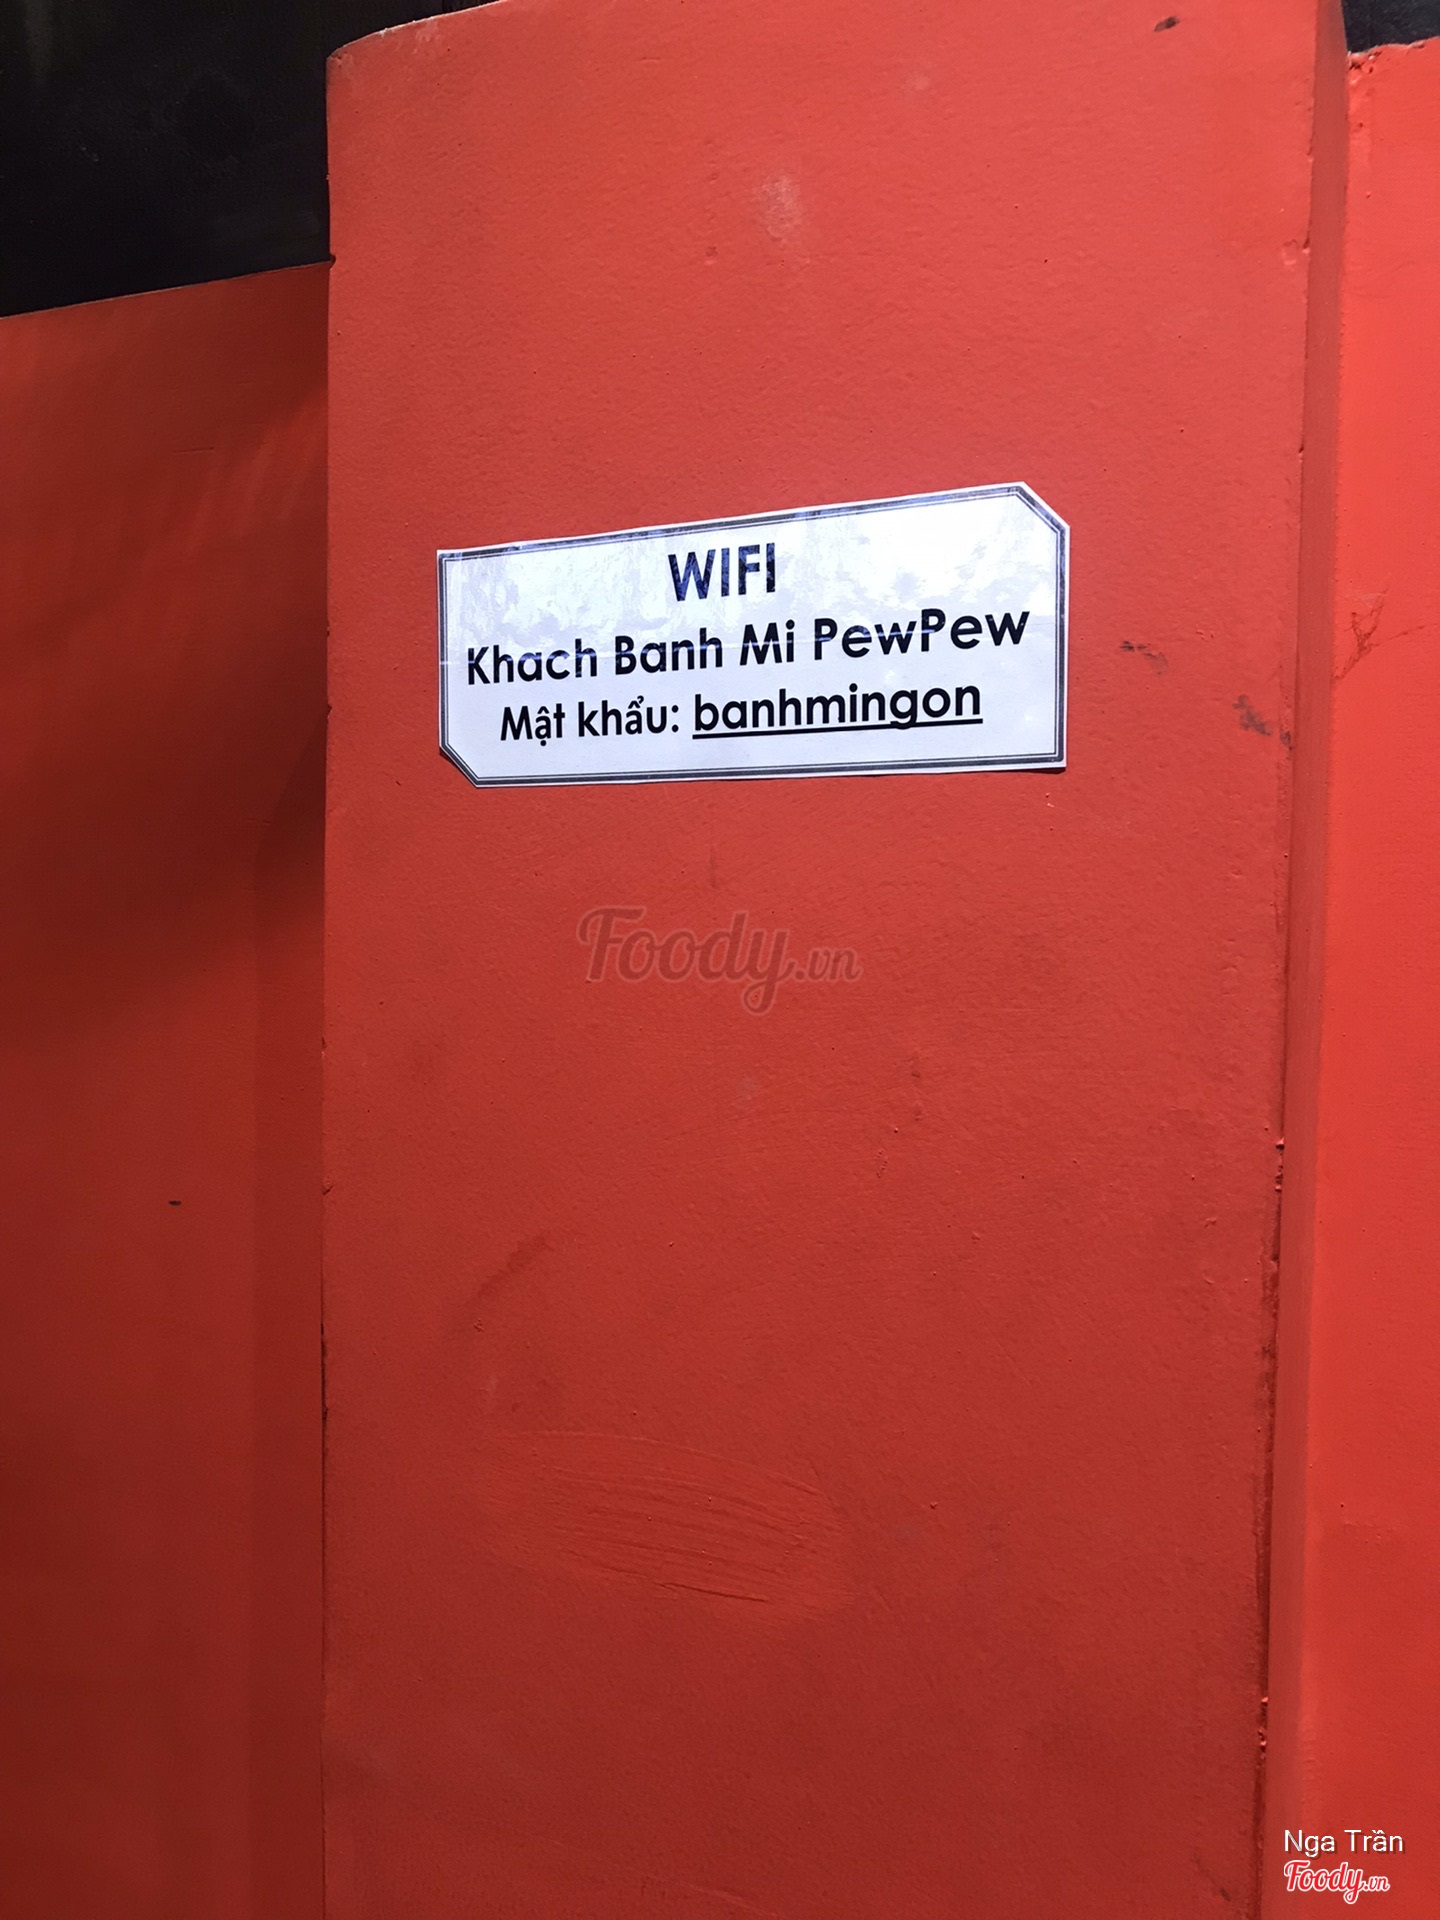 WIFI
Khach Banh Mi PewPew
Mật khẩu: banhmingon
Foody.vn
Nga Trần
Foody.vn